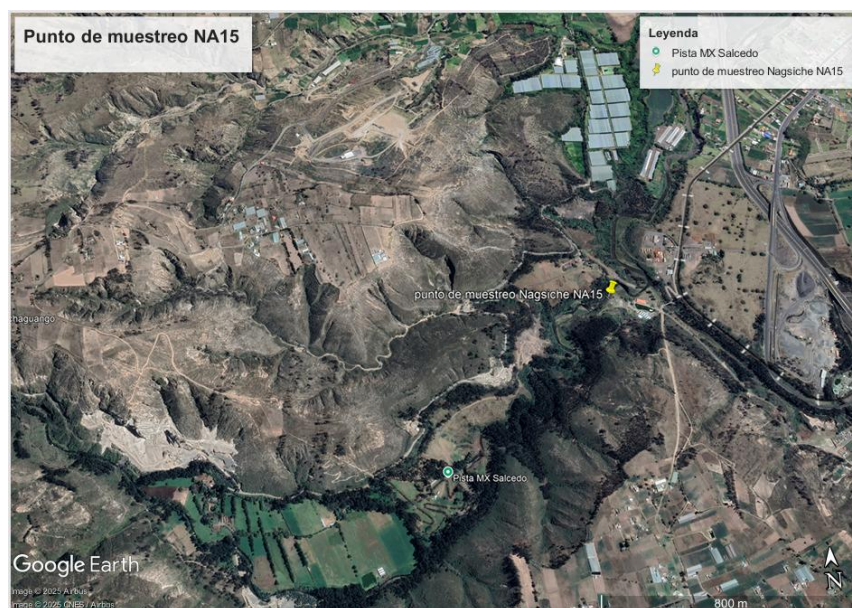 Punto de muestreo NA15
Leyenda
Pista MX Salcedo
punto de muestreo Nagsiche NA15
punto de muestreo Nagsiche NA15
chaguango
Pista MX Salcedo
Google Earth
Image © 2025 Airbus
Image © 2025 CNES / Airbus
N
800 m